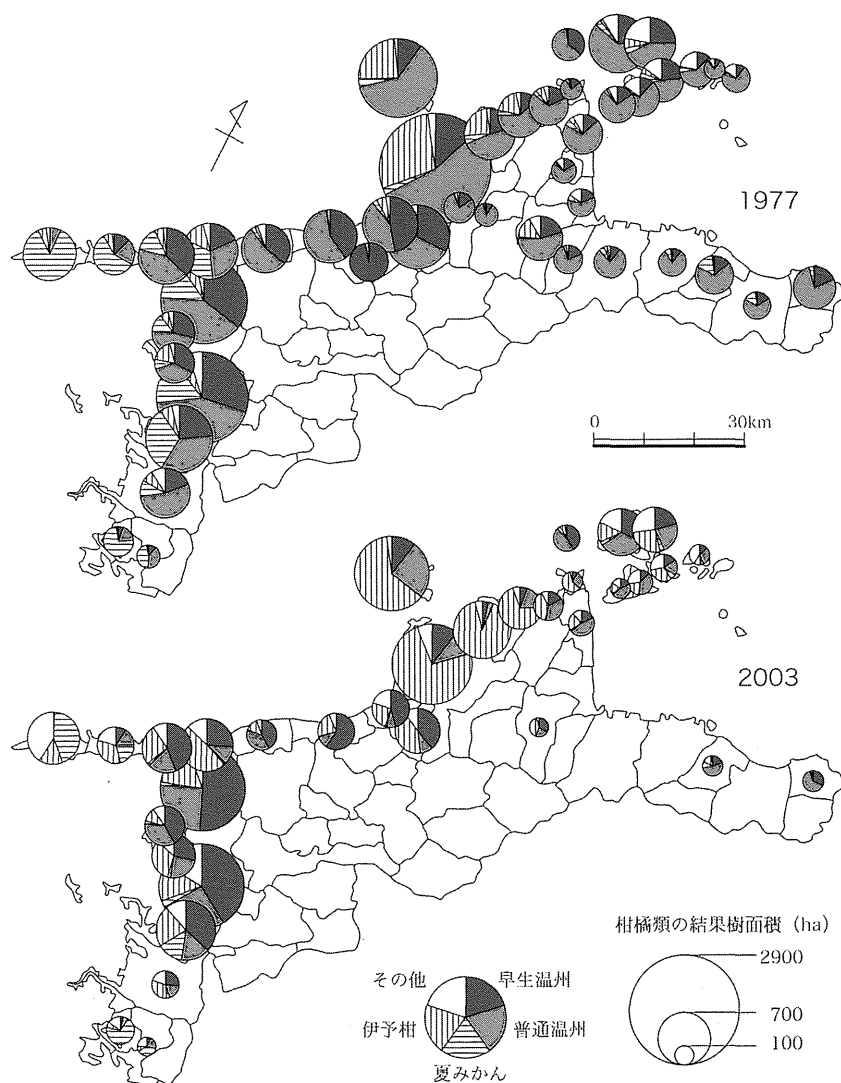 1977
0 30km
2003
柑橘類の結果樹面積（ha）
2900
700
100
その他 早生温州
伊予柑 普通温州
夏みかん